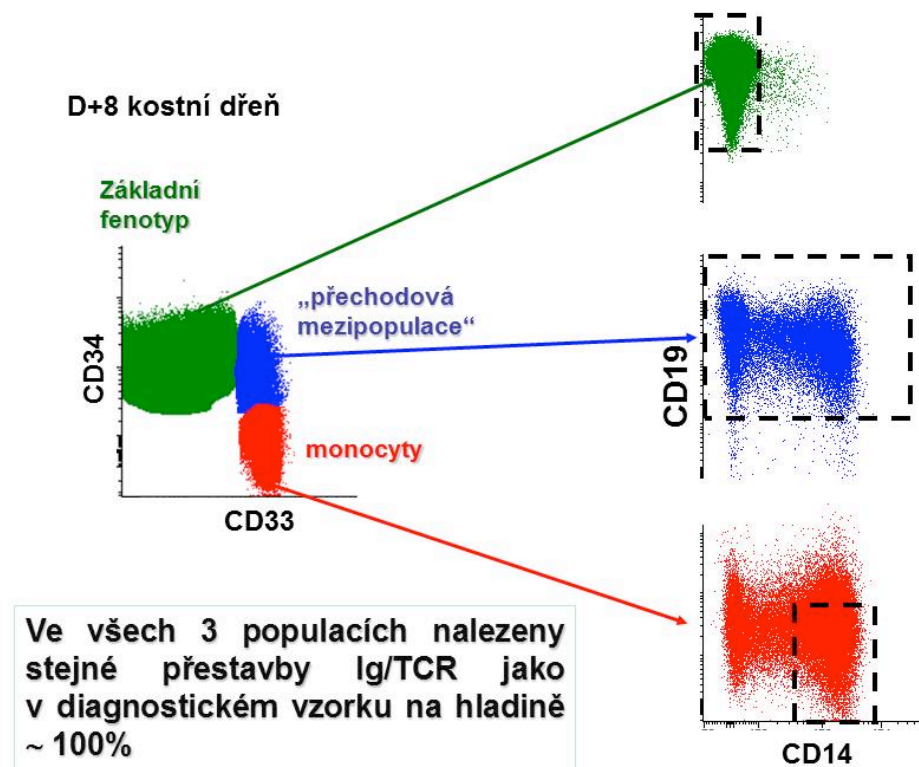 D+8 kostní dřeň
Základní
fenotyp
„přechodová
mezipopulace“
CD34
CD19
monocyty
CD33
Ve všech 3 populacích nalezeny
stejné přestavby Ig/TCR jako
v diagnostickém vzorku na hladině
~ 100%
CD14